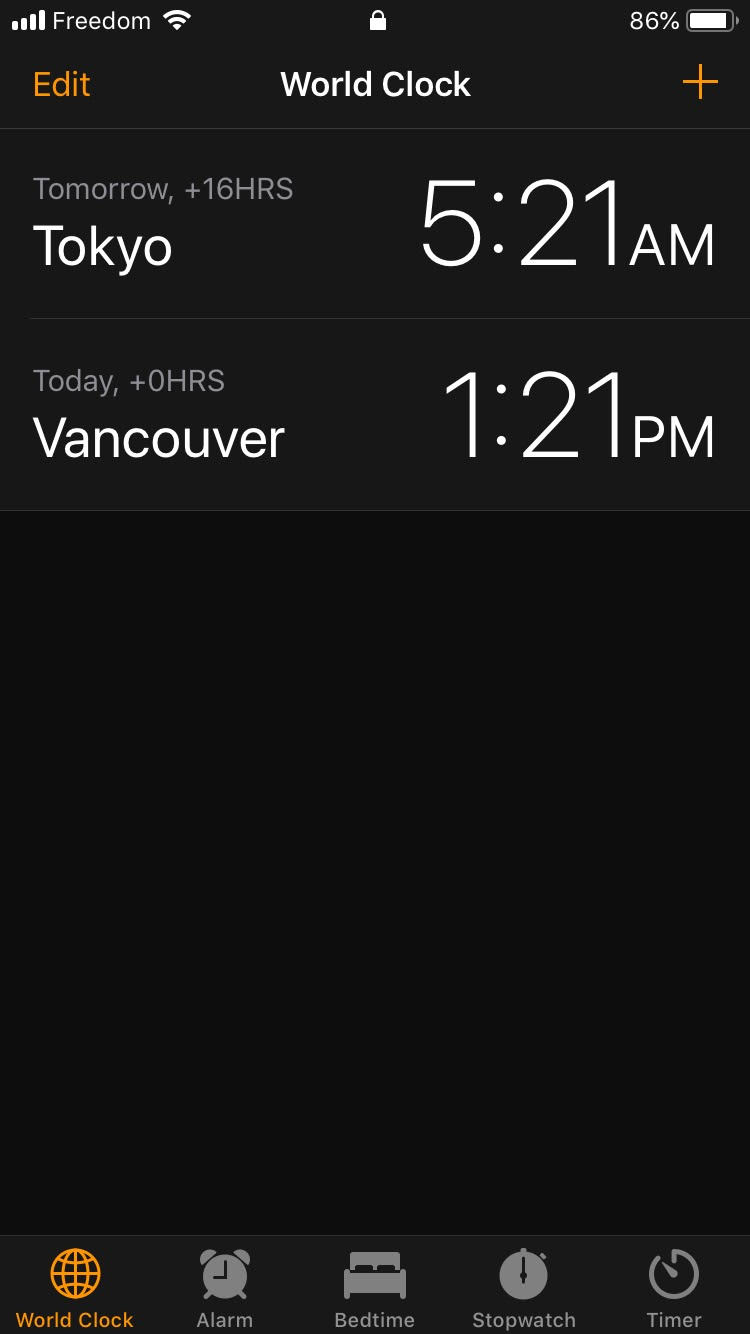 Freedom 86%
Edit World Clock +
Tomorrow, +16HRS
Tokyo 5:21AM
Today, +0HRS
Vancouver 1:21PM
World Clock Alarm Bedtime Stopwatch Timer